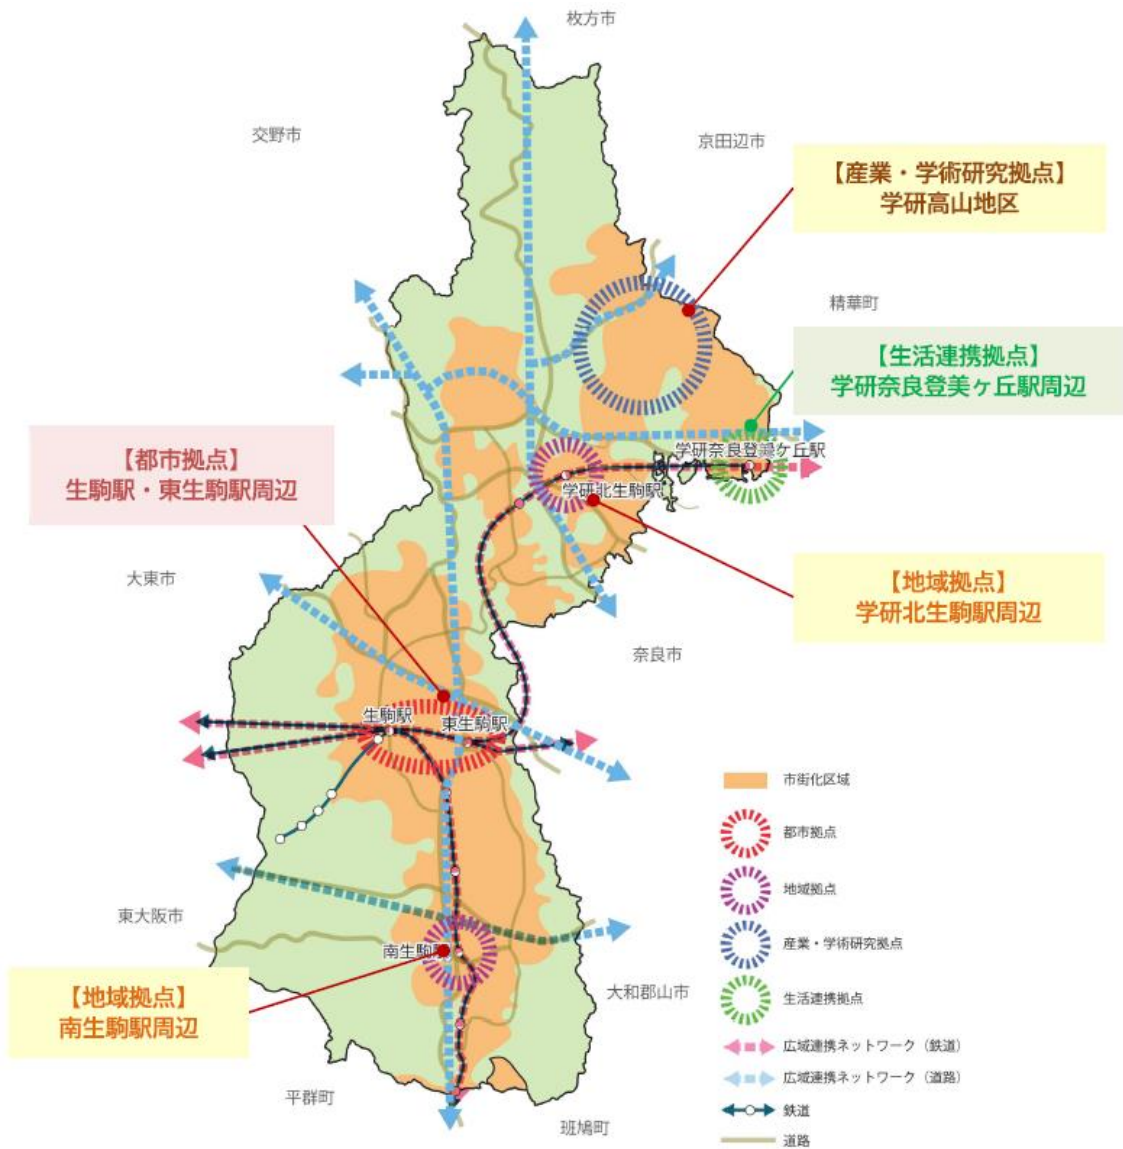 枚方市
交野市
京田辺市
【産業・学術研究拠点】
学研高山地区
精華町
【生活連携拠点】
学研奈良登美ヶ丘駅周辺
学研奈良登美ケ丘駅
【都市拠点】
生駒駅・東生駒駅周辺
学研北生駒駅
大東市
【地域拠点】
学研北生駒駅周辺
奈良市
生駒駅
東生駒駅
市街化区域
都市拠点
地域拠点
東大阪市
産業・学術研究拠点
南生駒駅
【地域拠点】
南生駒駅周辺
大和郡山市
生活連携拠点
広域連携ネットワーク（鉄道）
広域連携ネットワーク（道路）
平群町
鉄道
斑鳩町
道路